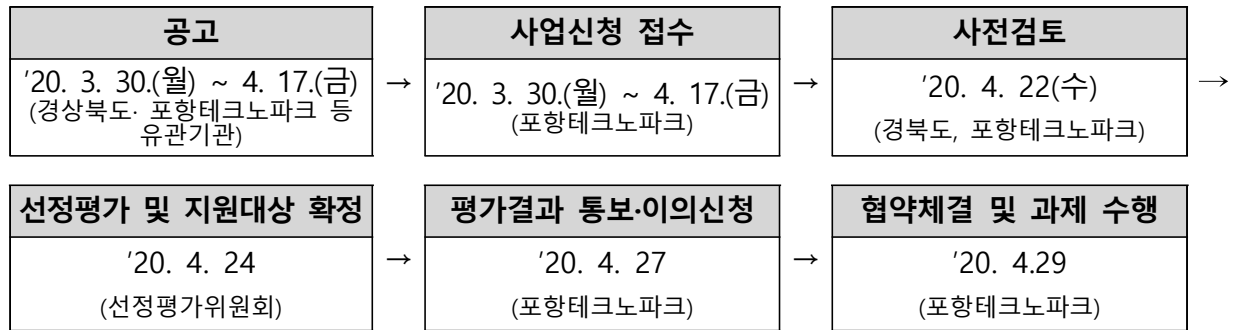 공고
'20. 3. 30.(월) ~ 4. 17.(금)
(경상북도· 포항테크노파크 등
유관기관)
→
사업신청 접수
'20. 3. 30.(월) ~ 4. 17.(금)
(포항테크노파크)
→
사전검토
'20. 4. 22(수)
(경북도, 포항테크노파크)
→
선정평가 및 지원대상 확정
'20. 4. 24
(선정평가위원회)
→
평가결과 통보·이의신청
'20. 4. 27
(포항테크노파크)
→
협약체결 및 과제 수행
'20. 4.29
(포항테크노파크)